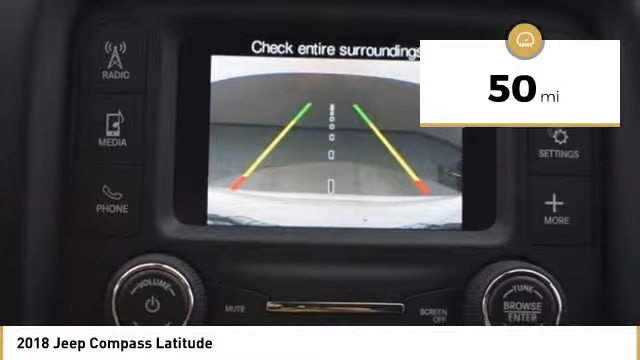 Check entire surroundings
50 mi
RADIO
MEDIA
PHONE
SETTINGS
MORE
VOLUME
MUTE
SCREEN
OFF
TUNE
BROWSE
ENTER
2018 Jeep Compass Latitude